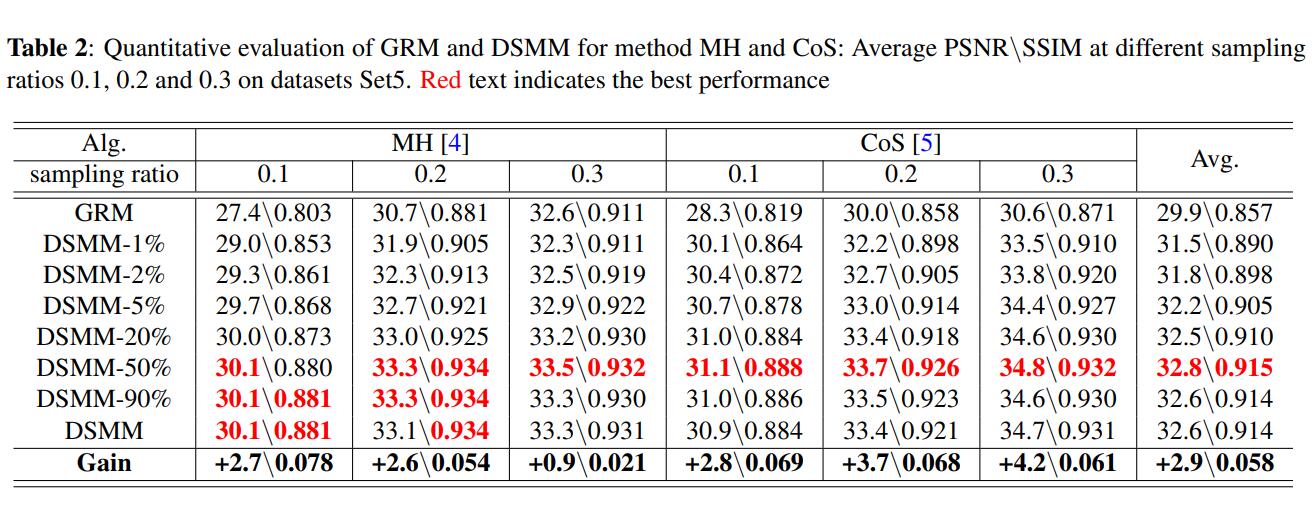 Table 2: Quantitative evaluation of GRM and DSMM for method MH and CoS: Average PSNR\SSIM at different sampling
ratios 0.1, 0.2 and 0.3 on datasets Set5. Red text indicates the best performance
Alg. MH [4] CoS [5] Avg.
sampling ratio 0.1 0.2 0.3 0.1 0.2 0.3
GRM 27.4\0.803 30.7\0.881 32.6\0.911 28.3\0.819 30.0\0.858 30.6\0.871 29.9\0.857
DSMM-1% 29.0\0.853 31.9\0.905 32.3\0.911 30.1\0.864 32.2\0.898 33.5\0.910 31.5\0.890
DSMM-2% 29.3\0.861 32.3\0.913 32.5\0.919 30.4\0.872 32.7\0.905 33.8\0.920 31.8\0.898
DSMM-5% 29.7\0.868 32.7\0.921 32.9\0.922 30.7\0.878 33.0\0.914 34.4\0.927 32.2\0.905
DSMM-20% 30.0\0.873 33.0\0.925 33.2\0.930 31.0\0.884 33.4\0.918 34.6\0.930 32.5\0.910
DSMM-50% 30.1\0.880 33.3\0.934 33.5\0.932 31.1\0.888 33.7\0.926 34.8\0.932 32.8\0.915
DSMM-90% 30.1\0.881 33.3\0.934 33.3\0.930 31.0\0.886 33.5\0.923 34.6\0.930 32.6\0.914
DSMM 30.1\0.881 33.1\0.934 33.3\0.931 30.9\0.884 33.4\0.921 34.7\0.931 32.6\0.914
Gain +2.7\0.078 +2.6\0.054 +0.9\0.021 +2.8\0.069 +3.7\0.068 +4.2\0.061 +2.9\0.058